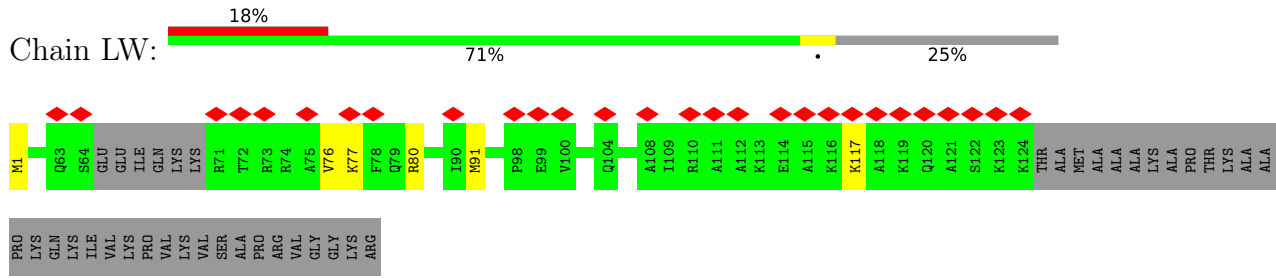 18%
Chain LW:
71% • 25%
M1 Q63 S64 GLU GLU ILE GLN LYS LYS R71 T72 R73 R74 A75 V76 K77 F78 Q79 R80 I90 M91 P98 E99 V100 Q104 A108 I109 R110 A111 A112 K113 E114 A115 K116 K117 A118 K119 Q120 A121 S122 K123 K124 THR ALA MET ALA ALA ALA LYS ALA PRO THR LYS ALA ALA
PRO LYS GLN LYS ILE VAL LYS PRO VAL LYS VAL SER ALA PRO ARG VAL GLY GLY LYS ARG